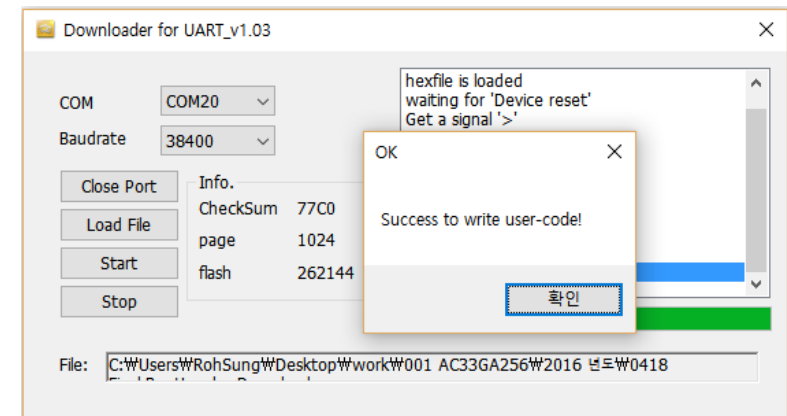 Downloader for UART_v1.03
COM
COM20
Baudrate
38400
Close Port
Load File
Start
Stop
Info.
CheckSum 77C0
page 1024
flash 262144
hexfile is loaded
waiting for 'Device reset'
Get a signal '>'
OK
Success to write user-code!
확인
File: C:₩Users₩RohSung₩Desktop₩work₩001 AC33GA256₩2016 년도₩0418